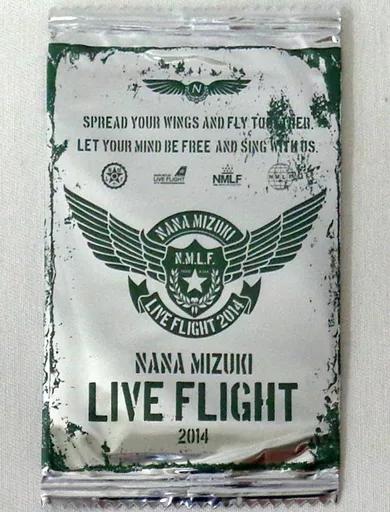 N
SPREAD YOUR WINGS AND FLY TOGETHER.
LET YOUR MIND BE FREE AND SING WITH US.
LIVE FLIGHT
NMLF
N.M.L.F.
NANA MIZUKI
N.M.L.F.
LIVE FLIGHT 2014
NANA MIZUKI
LIVE FLIGHT
2014